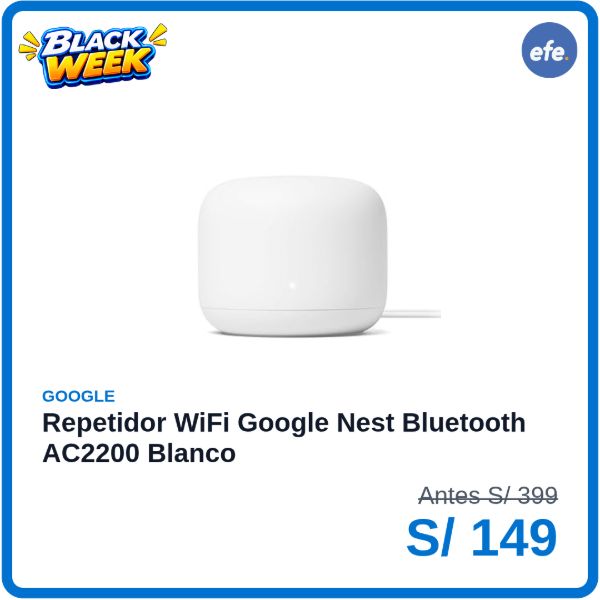 BLACK
WEEK
efe.
GOOGLE
Repetidor WiFi Google Nest Bluetooth
AC2200 Blanco
Antes S/ 399
S/ 149